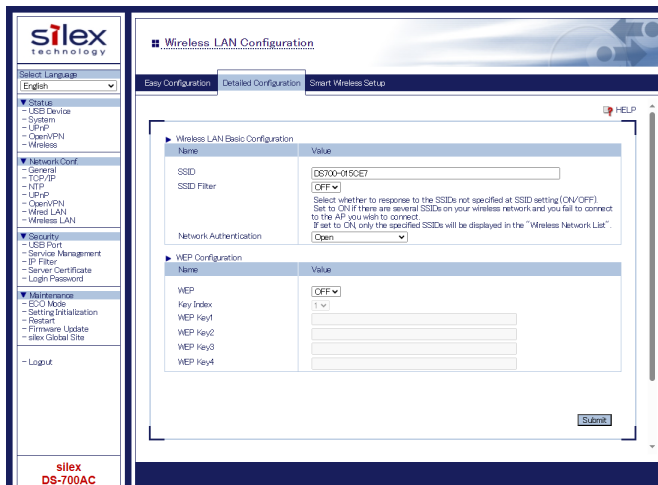 silex
technology
Select Language
English
▼ Status
- USB Device
- System
- UPnP
- OpenVPN
- Wireless
▼ Network Conf.
- General
- TCP/IP
- NTP
- UPnP
- OpenVPN
- Wired LAN
- Wireless LAN
▼ Security
- USB Port
- Service Management
- IP Filter
- Server Certificate
- Login Password
▼ Maintenance
- ECO Mode
- Setting Initialization
- Restart
- Firmware Update
- silex Global Site
- Logout
silex
DS-700AC
Wireless LAN Configuration
Easy Configuration Detailed Configuration Smart Wireless Setup
HELP
Wireless LAN Basic Configuration
Name Value
SSID DS700-015CE7
SSID Filter OFF
Select whether to response to the SSIDs not specified at SSID setting (ON/OFF).
Set to ON if there are several SSIDs on your wireless network and you fail to connect
to the AP you wish to connect.
If set to ON, only the specified SSIDs will be displayed in the "Wireless Network List".
Network Authentication Open
WEP Configuration
Name Value
WEP OFF
Key Index 1
WEP Key1
WEP Key2
WEP Key3
WEP Key4
Submit